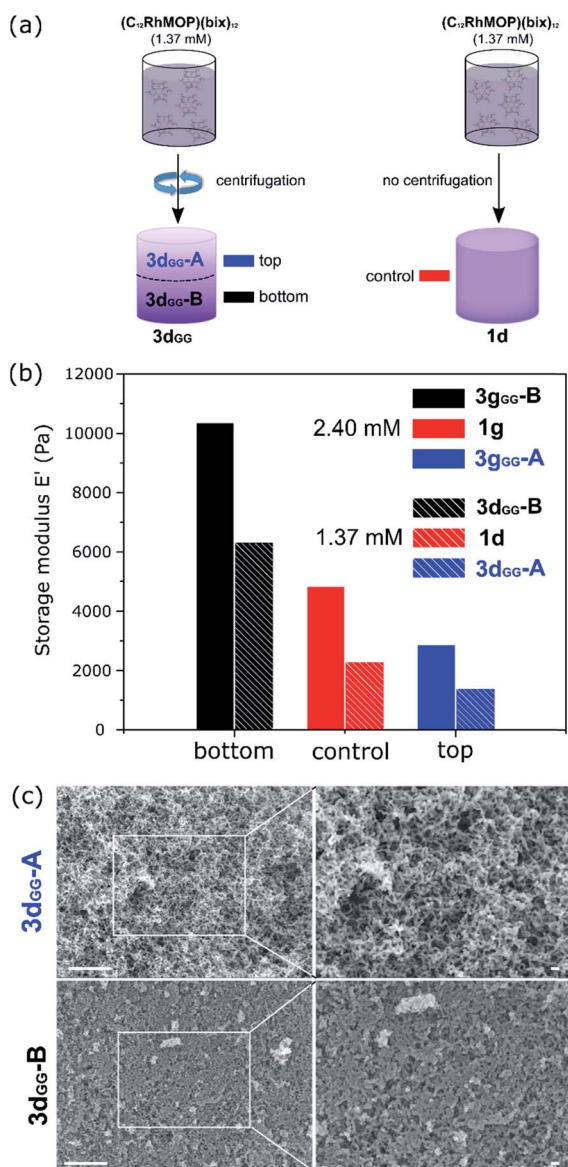 (a)
(C₁₂RhMOP)(bix)₁₂
(1.37 mM)
centrifugation
3dGG-A
3dGG-B
top
bottom
3dGG
(C₁₂RhMOP)(bix)₁₂
(1.37 mM)
no centrifugation
control
1d
(b)
Storage modulus E' (Pa)
12000
10000
8000
6000
4000
2000
0
bottom
control
top
3gGG-B
2.40 mM
1g
3gGG-A
3dGG-B
1.37 mM
1d
3dGG-A
(c)
3dGG-A
3dGG-B